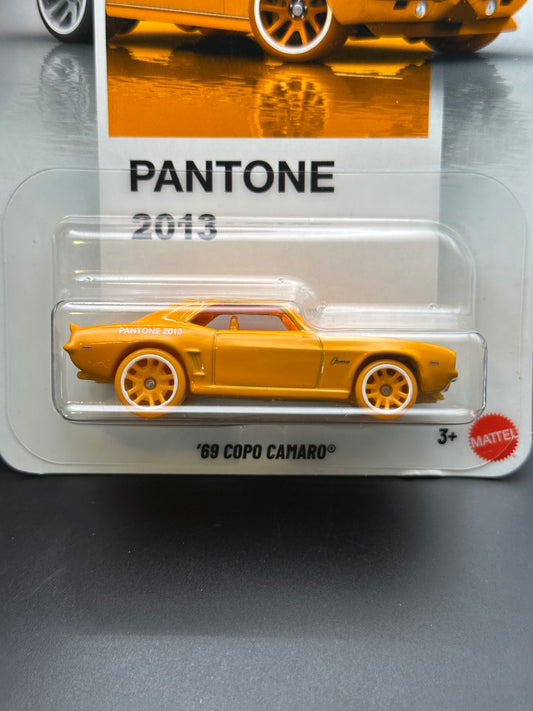 PANTONE
2013
PANTONE 2013
Camaro
'69 COPO CAMARO®
3+
MATTEL